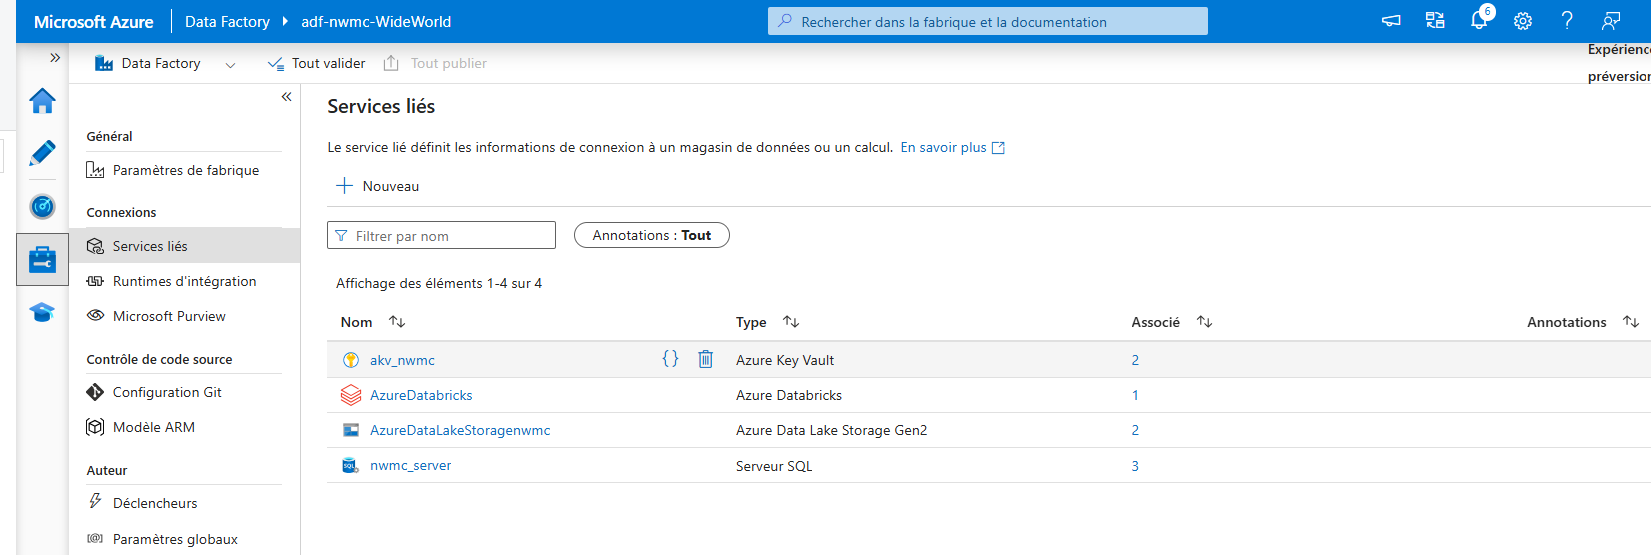 Microsoft Azure Data Factory adf-nwmc-WideWorld Rechercher dans la fabrique et la documentation 6
Data Factory Tout valider Tout publier
Expérience
préversion
Général
Paramètres de fabrique
Connexions
Services liés
Runtimes d'intégration
Microsoft Purview
Contrôle de code source
Configuration Git
Modèle ARM
Auteur
Déclencheurs
Paramètres globaux
Services liés
Le service lié définit les informations de connexion à un magasin de données ou un calcul. En savoir plus
Nouveau
Filtrer par nom Annotations : Tout
Affichage des éléments 1-4 sur 4
Nom Type Associé Annotations
akv_nwmc {} Azure Key Vault 2
AzureDatabricks Azure Databricks 1
AzureDataLakeStoragenwmc Azure Data Lake Storage Gen2 2
nwmc_server Serveur SQL 3